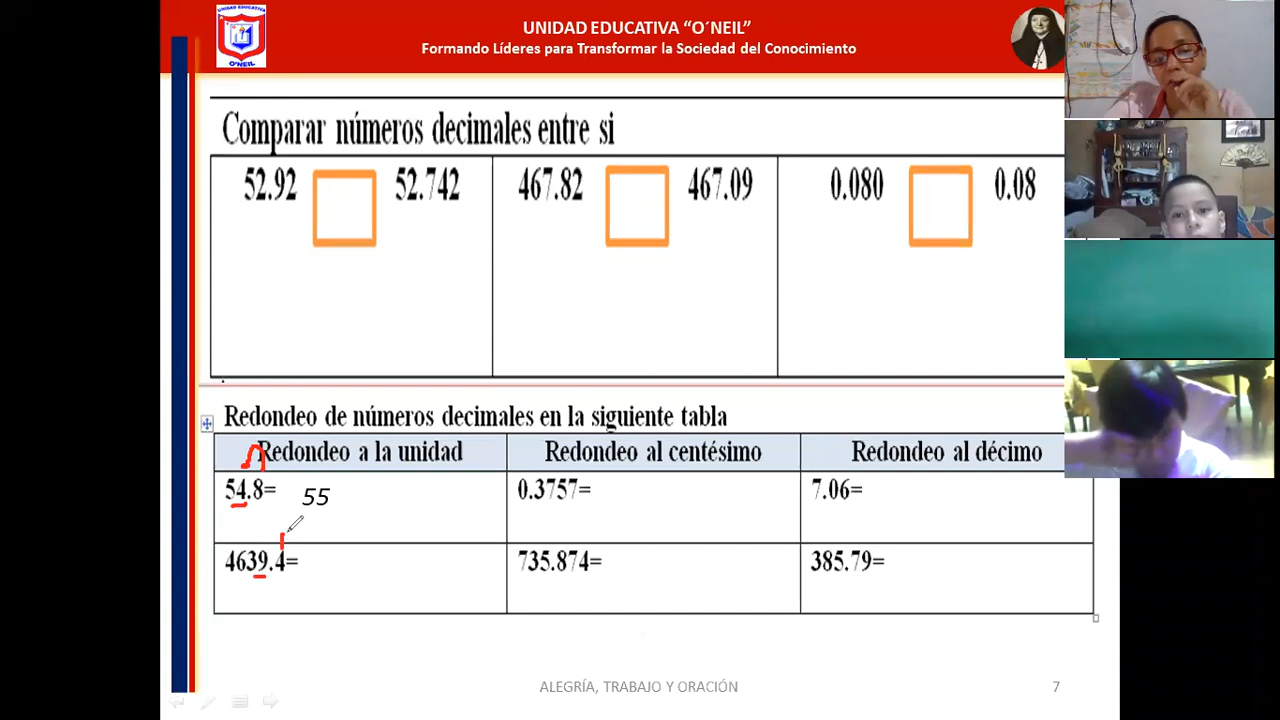 UNIDAD EDUCATIVA
O'NEIL
UNIDAD EDUCATIVA “O´NEIL”
Formando Líderes para Transformar la Sociedad del Conocimiento
Comparar números decimales entre si
52.92 52.742 467.82 467.09 0.080 0.08
Redondeo de números decimales en la siguiente tabla
Redondeo a la unidad Redondeo al centésimo Redondeo al décimo
54.8= 55 0.3757= 7.06=
4639.4= 735.874= 385.79=
ALEGRÍA, TRABAJO Y ORACIÓN 7